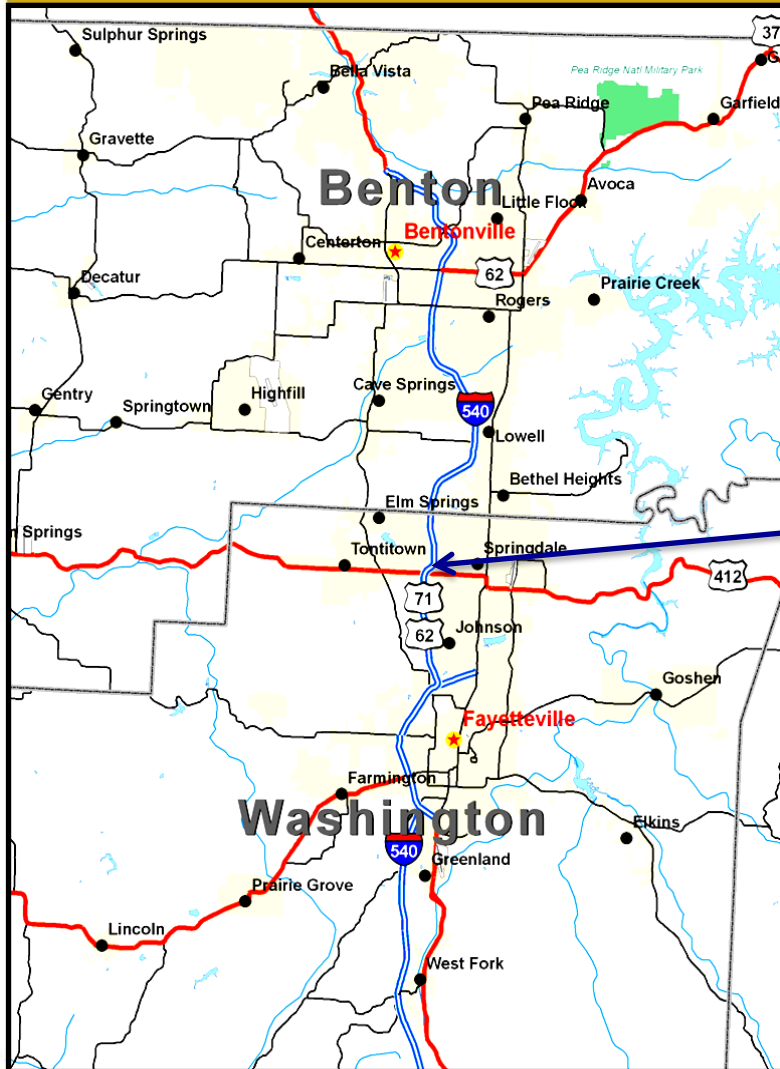 37
Sulphur Springs
G
Bella Vista
Pea Ridge Natl Military Park
Pea Ridge
Garfield
Gravette
Benton
Avoca
Little Flock
Bentonville
Centerton
62
Decatur
Prairie Creek
Rogers
Gentry
Highfill
Cave Springs
Springtown
540
Lowell
Bethel Heights
Elm Springs
m Springs
Tontitown
Springdale
412
71
62
Johnson
Goshen
Fayetteville
Farmington
Washington
Elkins
540
Greenland
Prairie Grove
Lincoln
West Fork